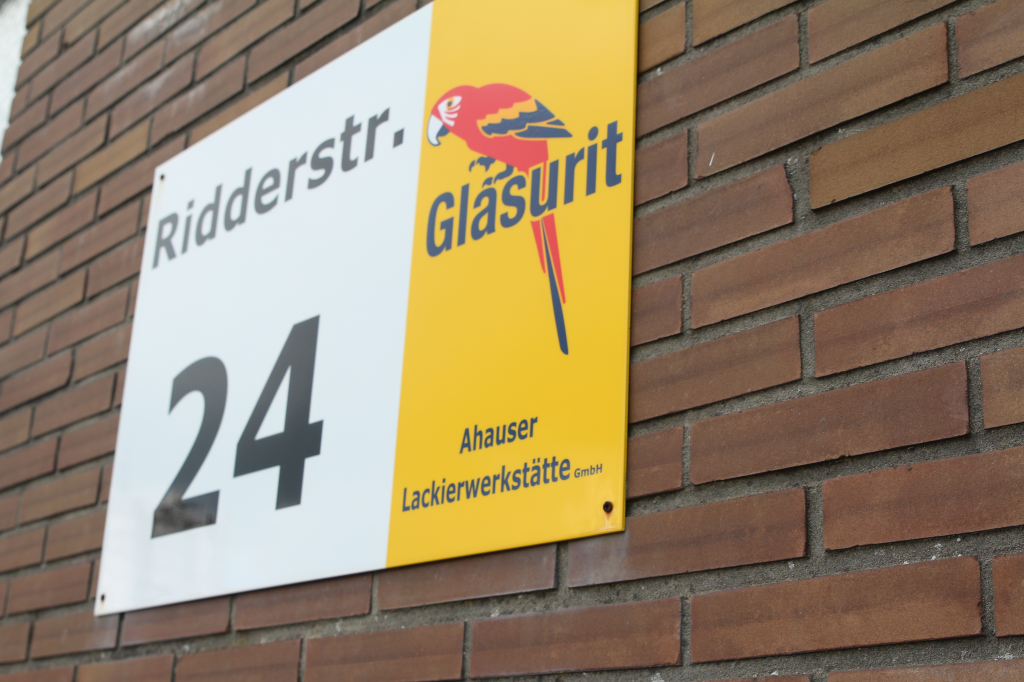 Ridderstr.
24
Glasurit
Ahauser
Lackierwerkstätte GmbH